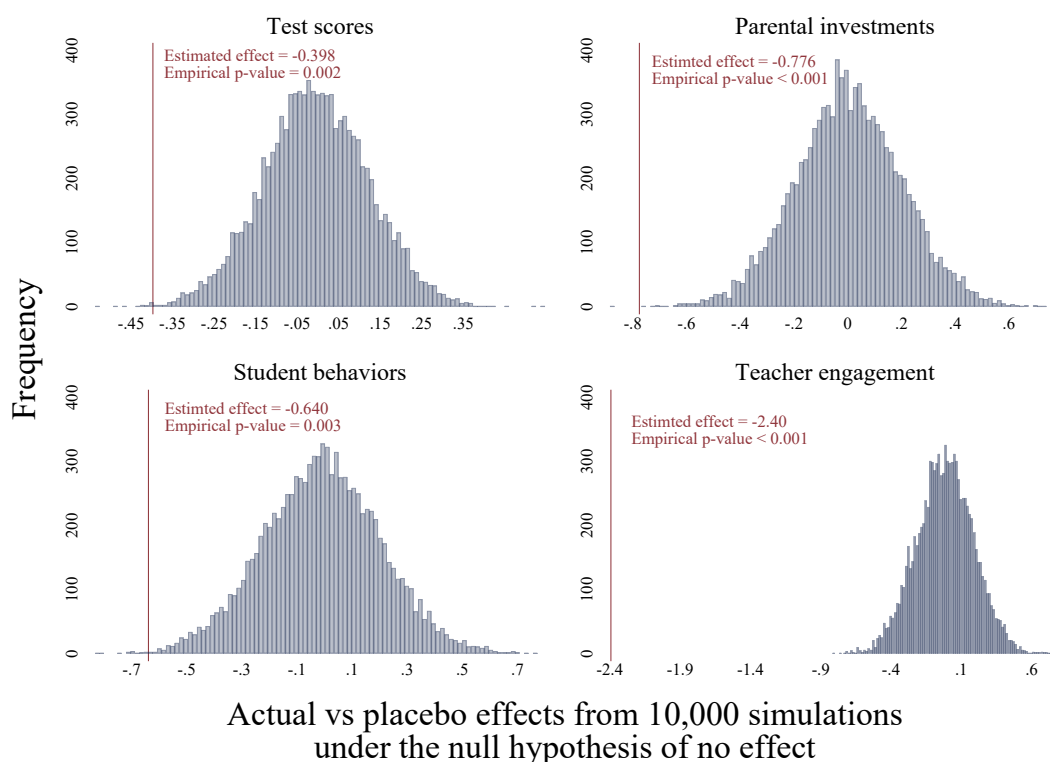 Test scores
Estimated effect = -0.398
Empirical p-value = 0.002
400
300
200
100
0
-.45 -.35 -.25 -.15 -.05 .05 .15 .25 .35
Parental investments
Estimted effect = -0.776
Empirical p-value < 0.001
400
300
200
100
0
-.8 -.6 -.4 -.2 0 .2 .4 .6
Frequency
Student behaviors
Estimted effect = -0.640
Empirical p-value = 0.003
400
300
200
100
0
-.7 -.5 -.3 -.1 .1 .3 .5 .7
Teacher engagement
Estimted effect = -2.40
Empirical p-value < 0.001
400
300
200
100
0
-2.4 -1.9 -1.4 -.9 -.4 .1 .6
Actual vs placebo effects from 10,000 simulations
under the null hypothesis of no effect